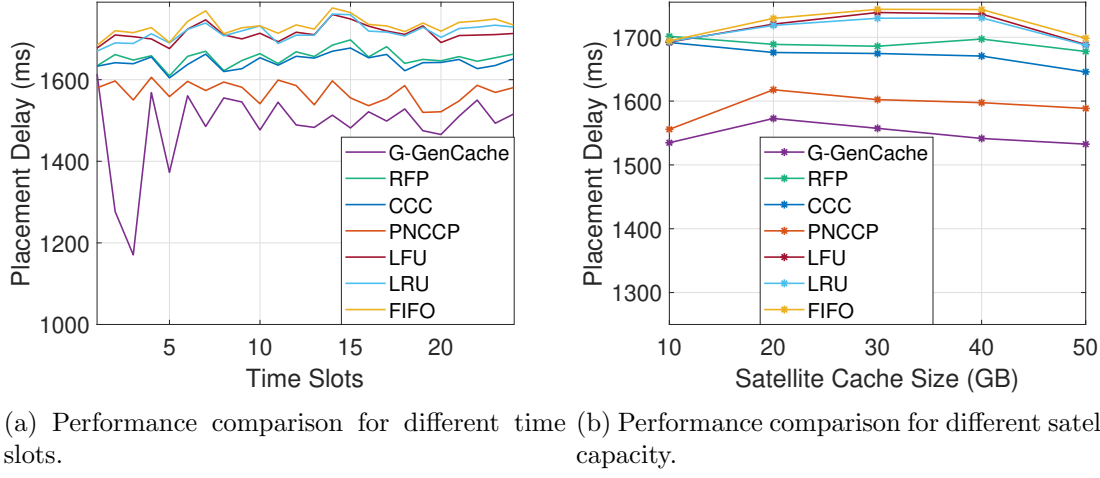 Placement Delay (ms)
1600
1400
1200
1000
5
10
15
20
Time Slots
G-GenCache
RFP
CCC
PNCCP
LFU
LRU
FIFO
Placement Delay (ms)
1700
1600
1500
1400
1300
10
20
30
40
50
Satellite Cache Size (GB)
G-GenCache
RFP
CCC
PNCCP
LFU
LRU
FIFO
(a) Performance comparison for different time
slots.
(b) Performance comparison for different satel
capacity.